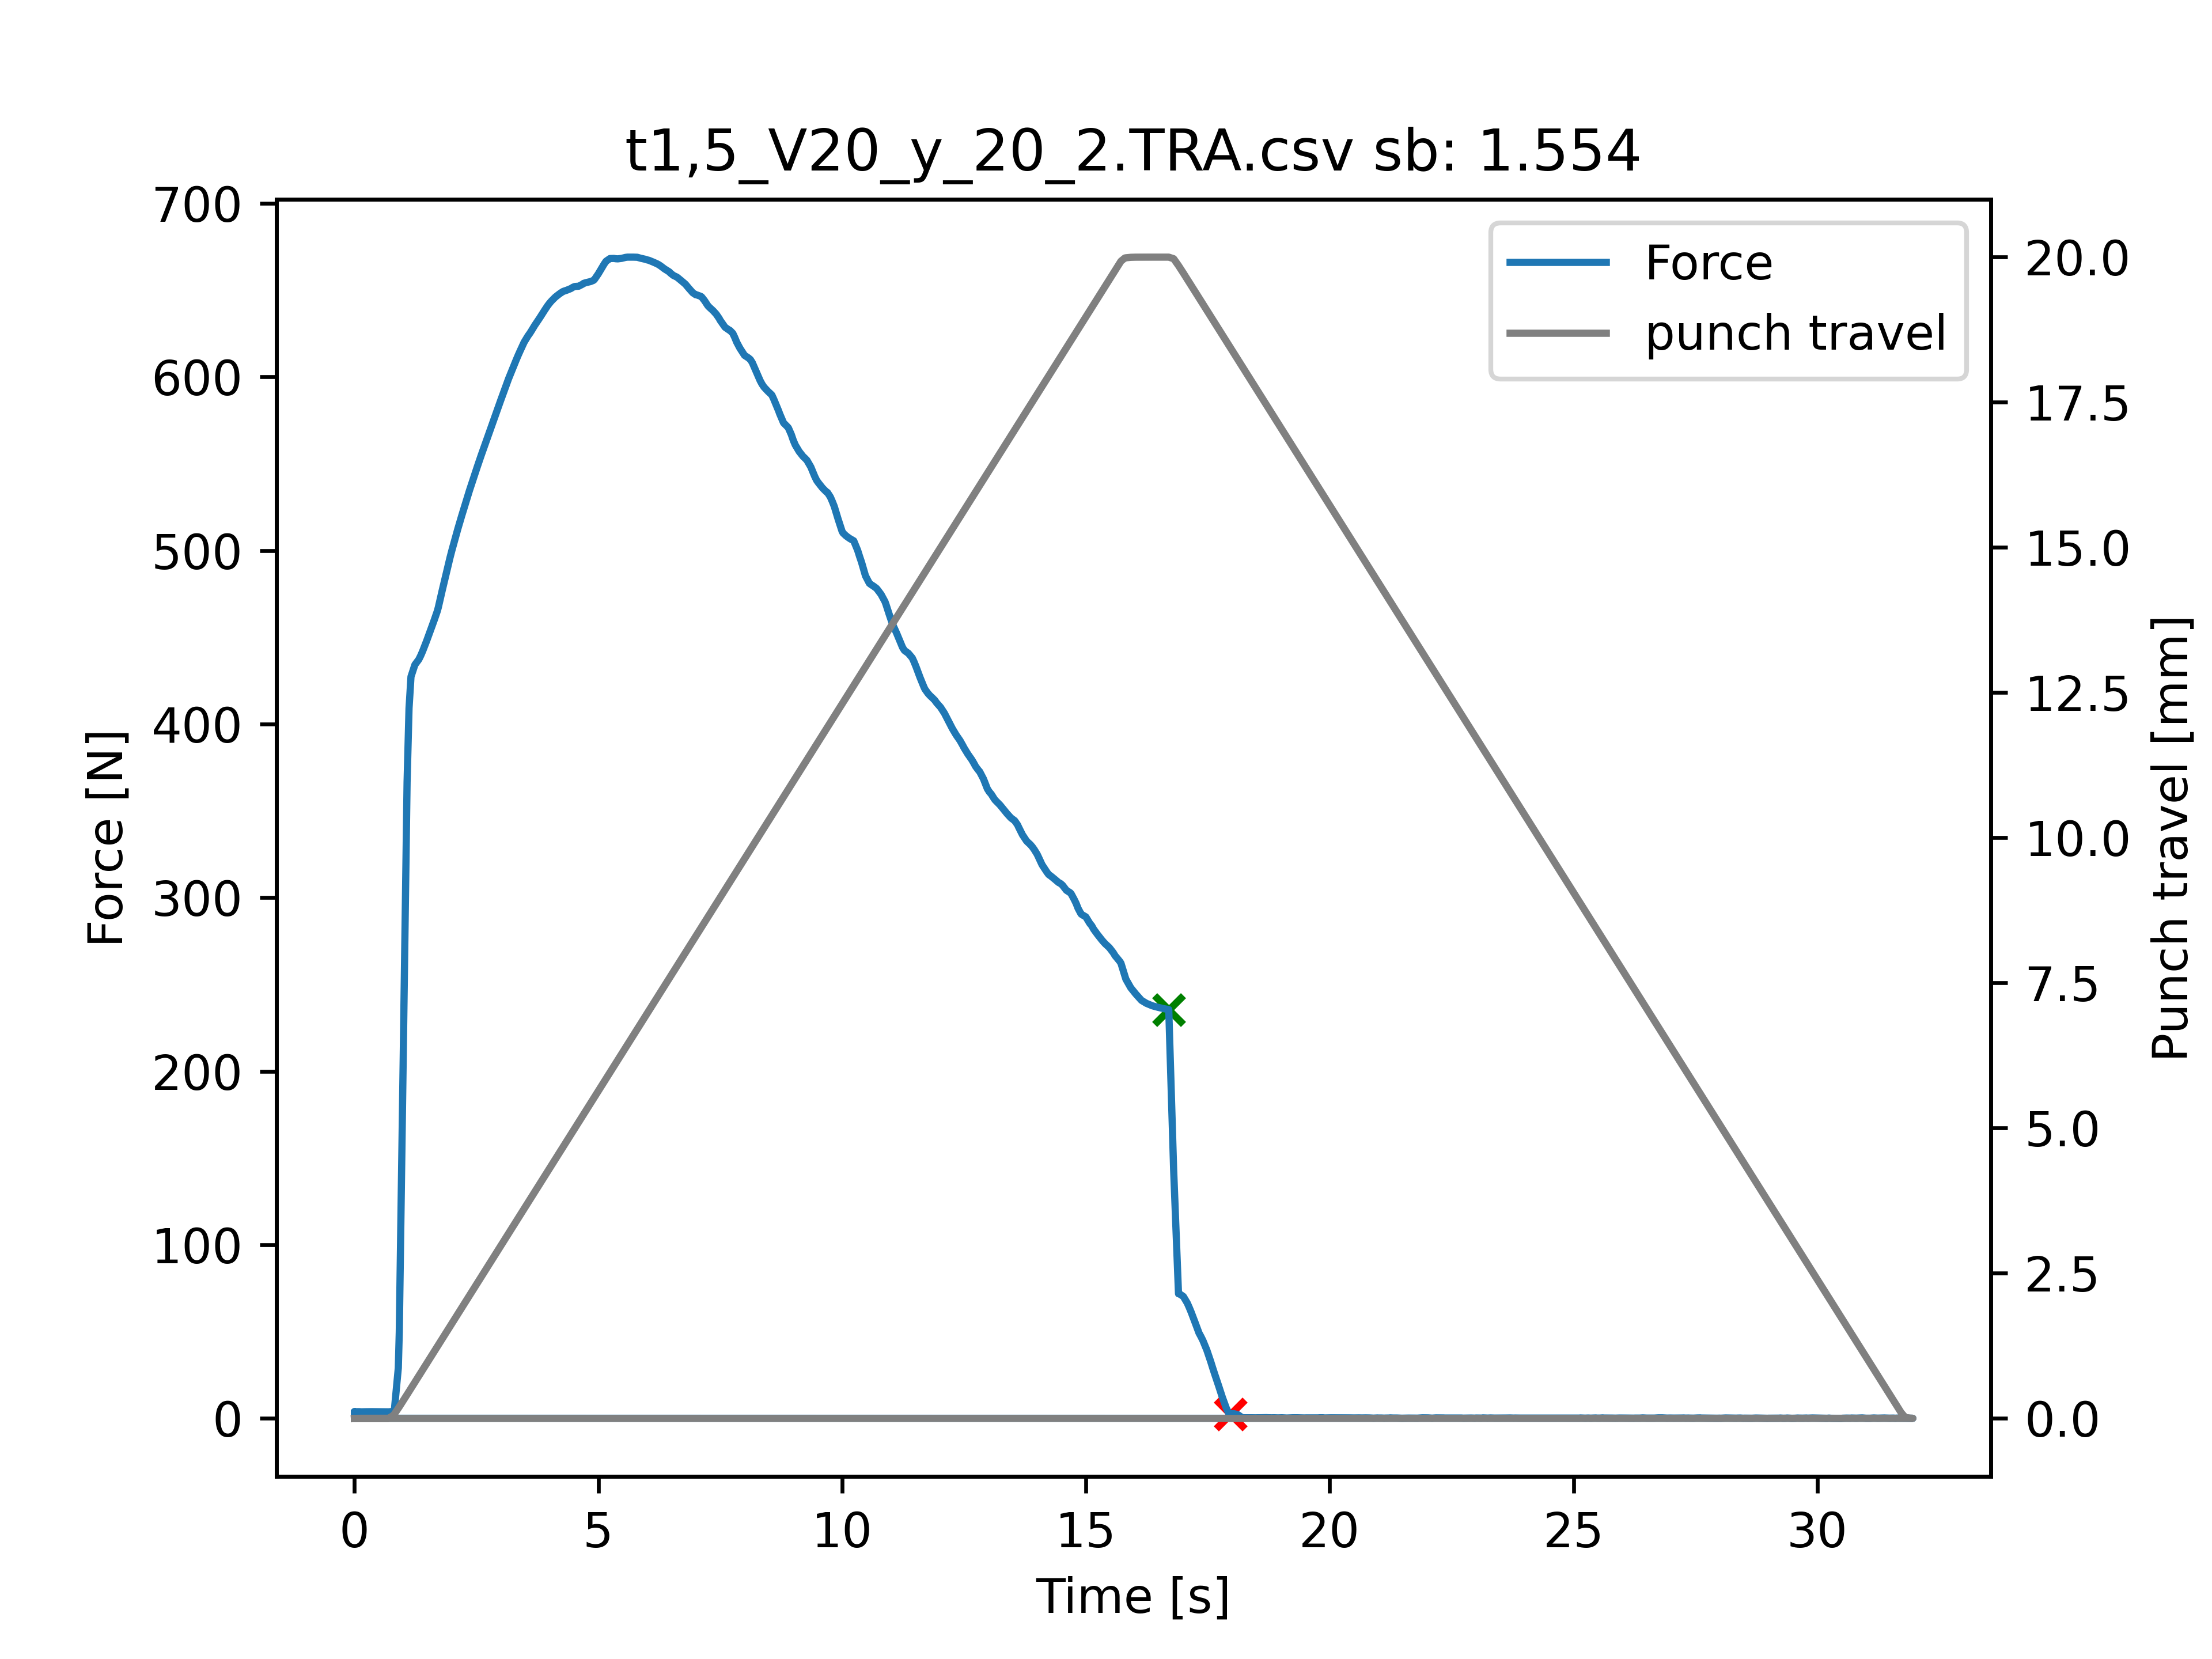 t1,5_V20_y_20_2.TRA.csv sb: 1.554
Force
punch travel
Force [N]
700
600
500
400
300
200
100
0
20.0
17.5
15.0
12.5
10.0
7.5
5.0
2.5
0.0
Punch travel [mm]
0 5 10 15 20 25 30
Time [s]